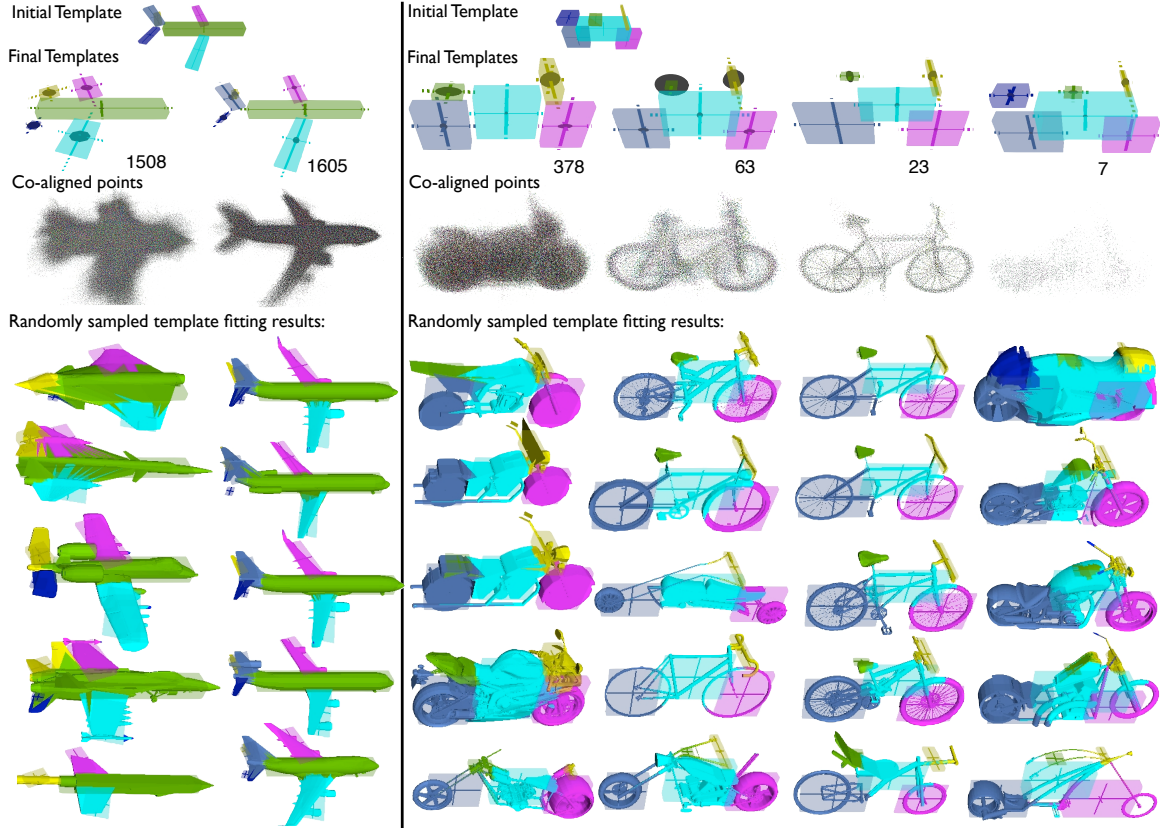 Initial Template
Final Templates
1508
1605
Co-aligned points
Randomly sampled template fitting results:
Initial Template
Final Templates
378
63
23
7
Co-aligned points
Randomly sampled template fitting results: